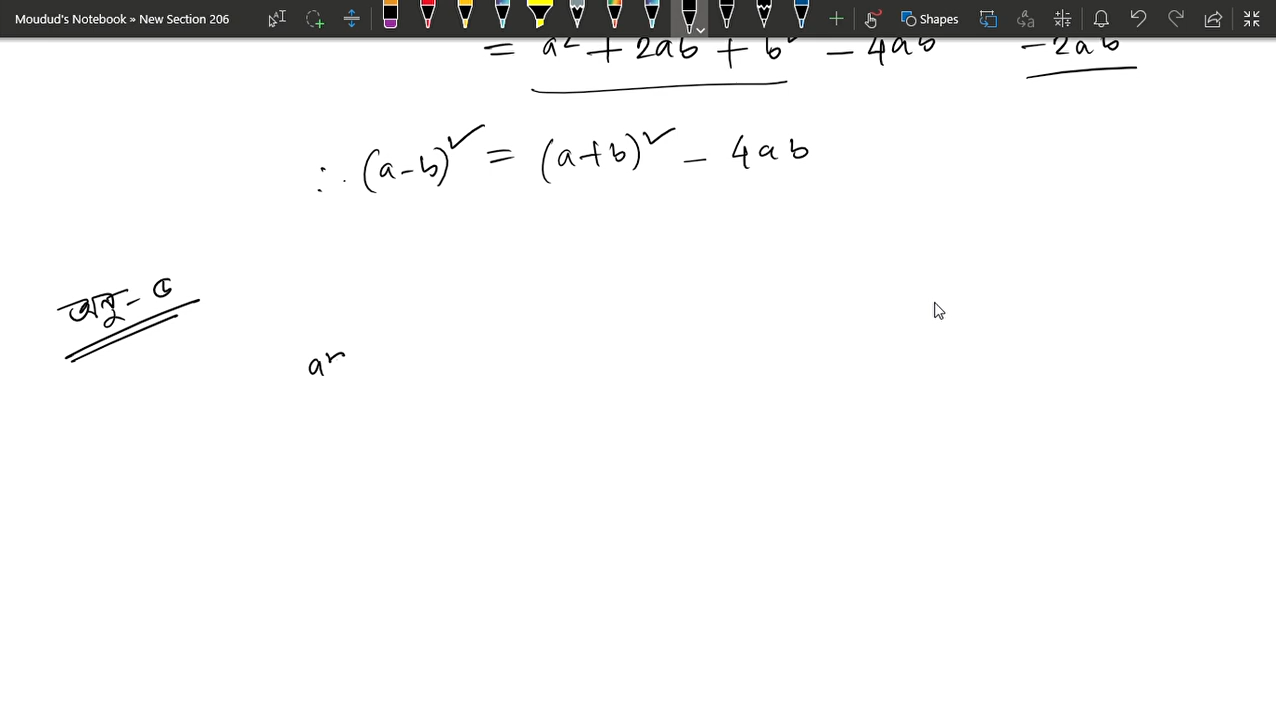 Moudud's Notebook » New Section 206
Shapes
= a² + 2ab + b² - 4ab - 2ab
∴ (a-b)² = (a+b)² - 4ab
অনু- ৫
a²